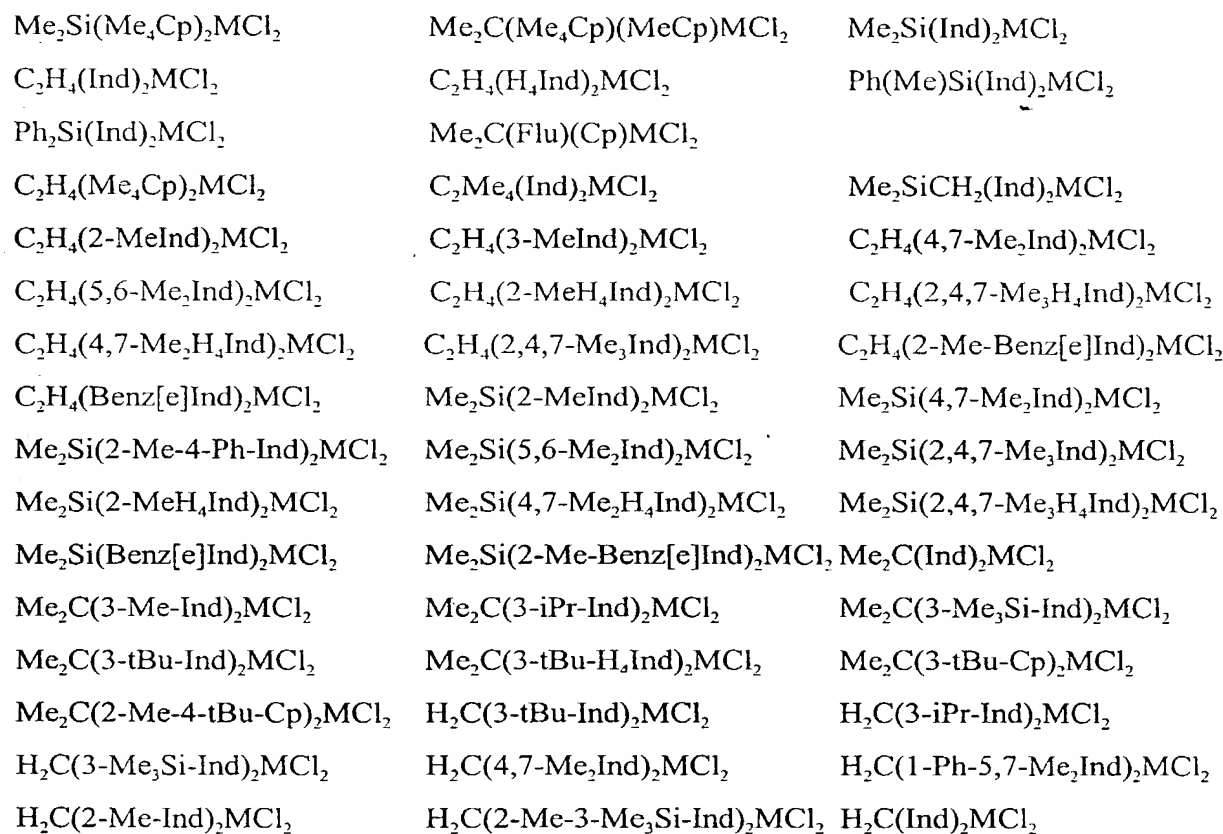 Me₂Si(Me₄Cp)₂MCl₂ Me₂C(Me₄Cp)(MeCp)MCl₂ Me₂Si(Ind)₂MCl₂
C₂H₄(Ind)₂MCl₂ C₂H₄(H₄Ind)₂MCl₂ Ph(Me)Si(Ind)₂MCl₂
Ph₂Si(Ind)₂MCl₂ Me₂C(Flu)(Cp)MCl₂
C₂H₄(Me₄Cp)₂MCl₂ C₂Me₄(Ind)₂MCl₂ Me₂SiCH₂(Ind)₂MCl₂
C₂H₄(2-MeInd)₂MCl₂ C₂H₄(3-MeInd)₂MCl₂ C₂H₄(4,7-Me₂Ind)₂MCl₂
C₂H₄(5,6-Me₂Ind)₂MCl₂ C₂H₄(2-MeH₄Ind)₂MCl₂ C₂H₄(2,4,7-Me₃H₄Ind)₂MCl₂
C₂H₄(4,7-Me₂H₄Ind)₂MCl₂ C₂H₄(2,4,7-Me₃Ind)₂MCl₂ C₂H₄(2-Me-Benz[e]Ind)₂MCl₂
C₂H₄(Benz[e]Ind)₂MCl₂ Me₂Si(2-MeInd)₂MCl₂ Me₂Si(4,7-Me₂Ind)₂MCl₂
Me₂Si(2-Me-4-Ph-Ind)₂MCl₂ Me₂Si(5,6-Me₂Ind)₂MCl₂ Me₂Si(2,4,7-Me₃Ind)₂MCl₂
Me₂Si(2-MeH₄Ind)₂MCl₂ Me₂Si(4,7-Me₂H₄Ind)₂MCl₂ Me₂Si(2,4,7-Me₃H₄Ind)₂MCl₂
Me₂Si(Benz[e]Ind)₂MCl₂ Me₂Si(2-Me-Benz[e]Ind)₂MCl₂ Me₂C(Ind)₂MCl₂
Me₂C(3-Me-Ind)₂MCl₂ Me₂C(3-iPr-Ind)₂MCl₂ Me₂C(3-Me₃Si-Ind)₂MCl₂
Me₂C(3-tBu-Ind)₂MCl₂ Me₂C(3-tBu-H₄Ind)₂MCl₂ Me₂C(3-tBu-Cp)₂MCl₂
Me₂C(2-Me-4-tBu-Cp)₂MCl₂ H₂C(3-tBu-Ind)₂MCl₂ H₂C(3-iPr-Ind)₂MCl₂
H₂C(3-Me₃Si-Ind)₂MCl₂ H₂C(4,7-Me₂Ind)₂MCl₂ H₂C(1-Ph-5,7-Me₂Ind)₂MCl₂
H₂C(2-Me-Ind)₂MCl₂ H₂C(2-Me-3-Me₃Si-Ind)₂MCl₂ H₂C(Ind)₂MCl₂